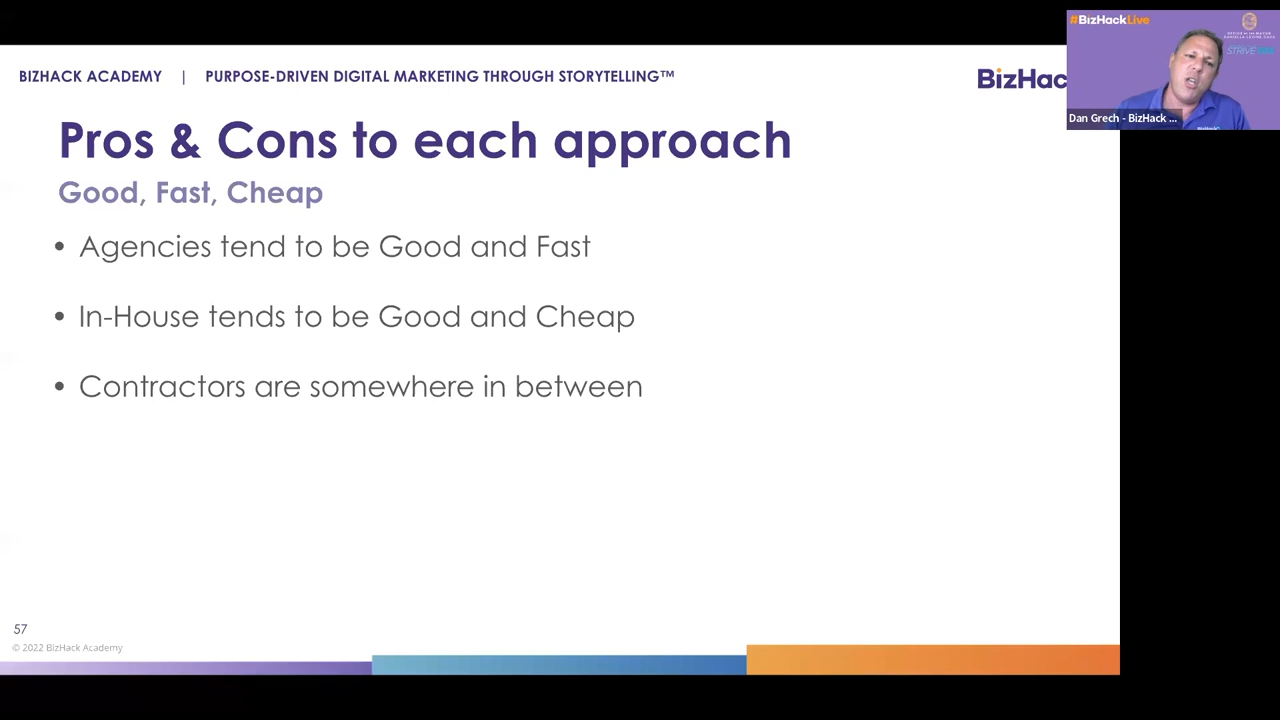 BIZHACK ACADEMY | PURPOSE-DRIVEN DIGITAL MARKETING THROUGH STORYTELLING™
BizHac
#BizHackLive
Dan Grech - BizHack ...
Pros & Cons to each approach
Good, Fast, Cheap
• Agencies tend to be Good and Fast
• In-House tends to be Good and Cheap
• Contractors are somewhere in between
57
© 2022 BizHack Academy